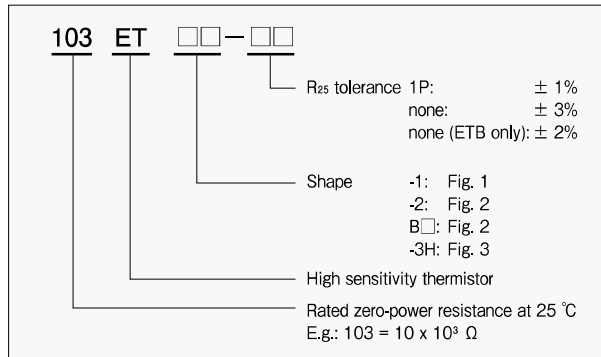 103 ET □□－□□
R25 tolerance 1P: ± 1%
none: ± 3%
none (ETB only): ± 2%
Shape -1: Fig. 1
-2: Fig. 2
B□: Fig. 2
-3H: Fig. 3
High sensitivity thermistor
Rated zero-power resistance at 25 ℃
E.g.: 103 = 10 x 10³ Ω